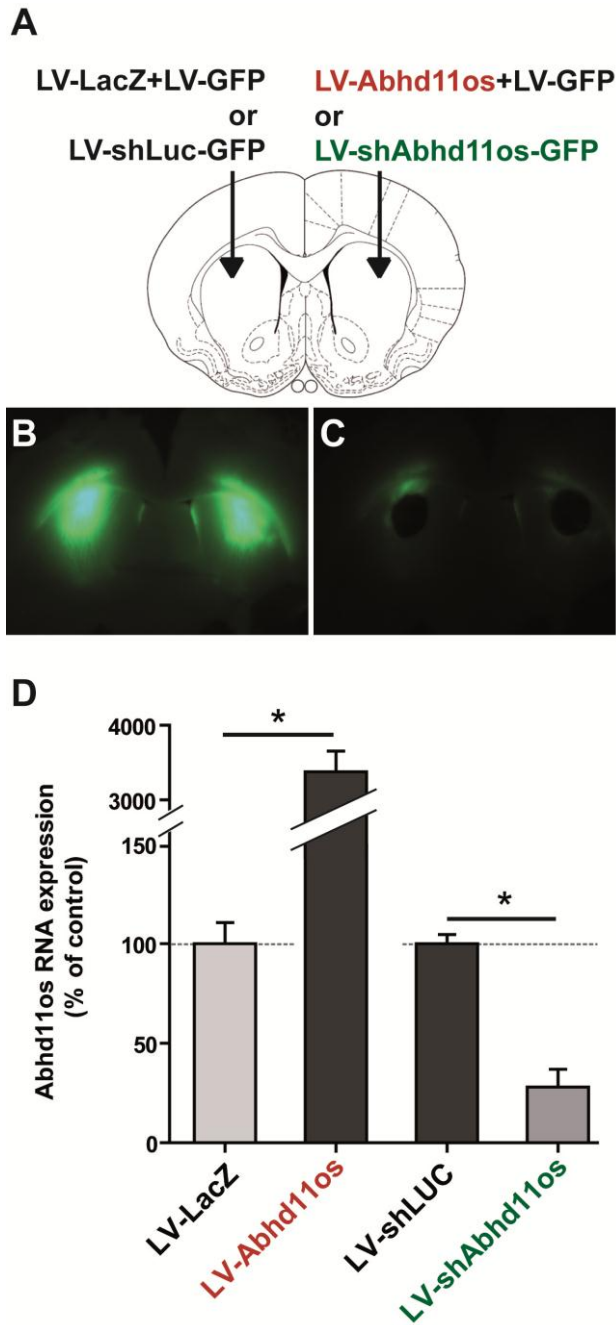 A
LV-LacZ+LV-GFP
or
LV-shLuc-GFP
LV-Abhd11os+LV-GFP
or
LV-shAbhd11os-GFP
B
C
D
Abhd11os RNA expression
(% of control)
4000
3000
150
100
50
0
*
*
LV-LacZ
LV-Abhd11os
LV-shLUC
LV-shAbhd11os